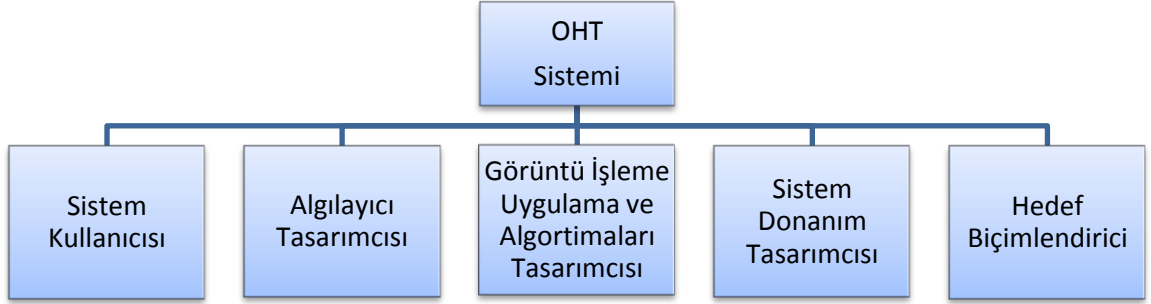 OHT
Sistemi
Sistem
Kullanıcısı
Algılayıcı
Tasarımcısı
Görüntü İşleme
Uygulama ve
Algortimaları
Tasarımcısı
Sistem
Donanım
Tasarımcısı
Hedef
Biçimlendirici